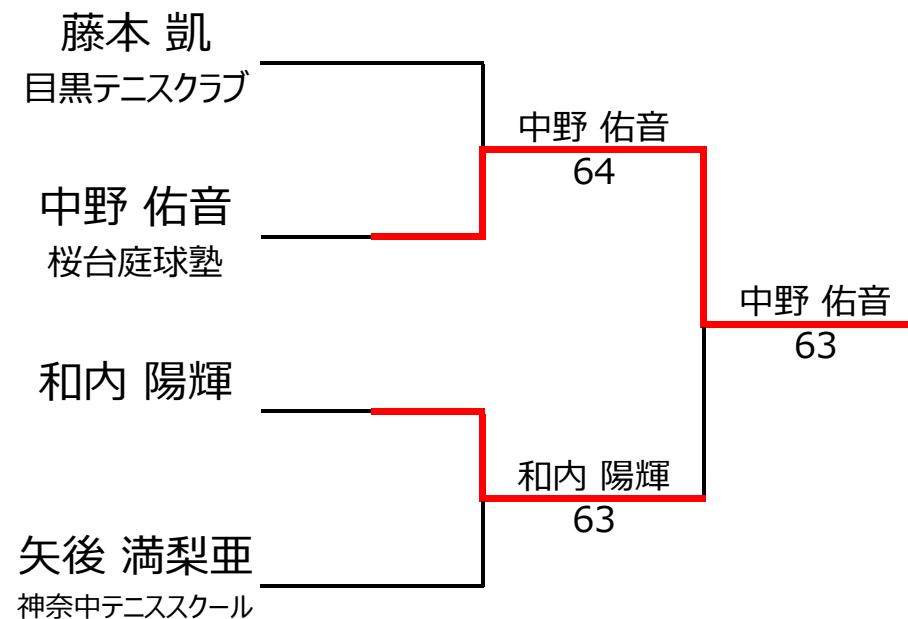 藤本 凱
目黒テニスクラブ
中野 佑音
64
中野 佑音
桜台庭球塾
中野 佑音
63
和内 陽輝
和内 陽輝
63
矢後 満梨亜
神奈中テニススクール